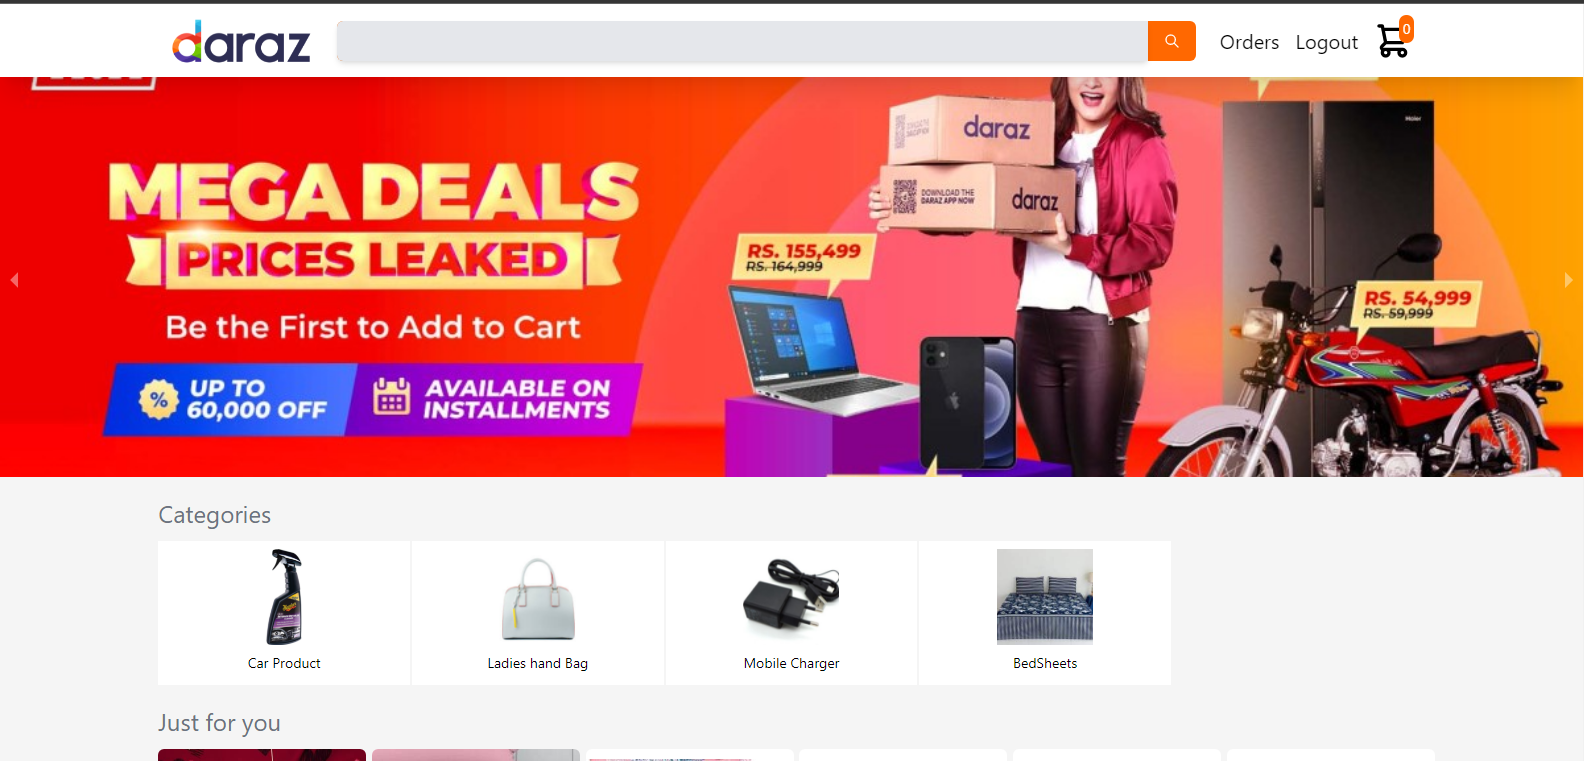 daraz
Orders
Logout
0
daraz
DOWNLOAD THE
DARAZ APP NOW
daraz
Haier
MEGA DEALS
PRICES LEAKED
Be the First to Add to Cart
UP TO
60,000 OFF
AVAILABLE ON
INSTALLMENTS
RS. 155,499
RS. 164,999
RS. 54,999
RS. 59,999
Categories
Car Product
Ladies hand Bag
Mobile Charger
BedSheets
Just for you